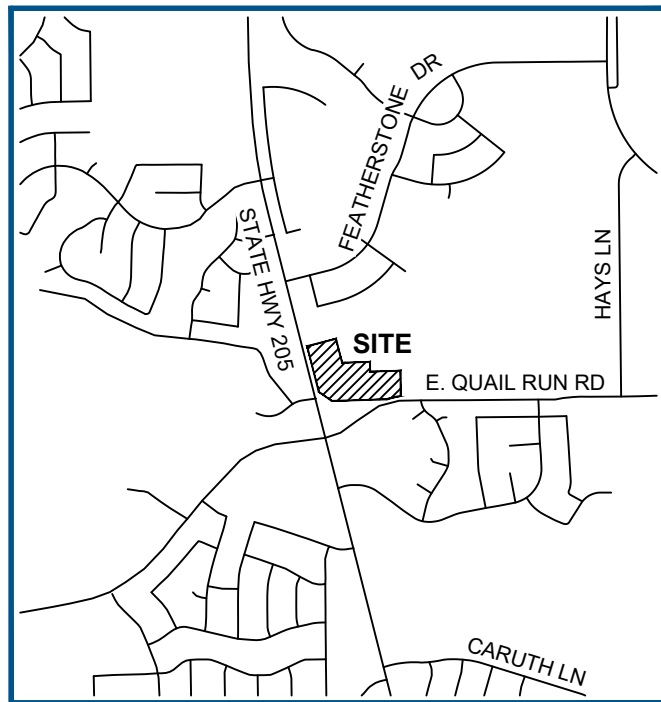 FEATHERSTONE DR
STATE HWY 205
HAYS LN
SITE
E. QUAIL RUN RD
CARUTH LN